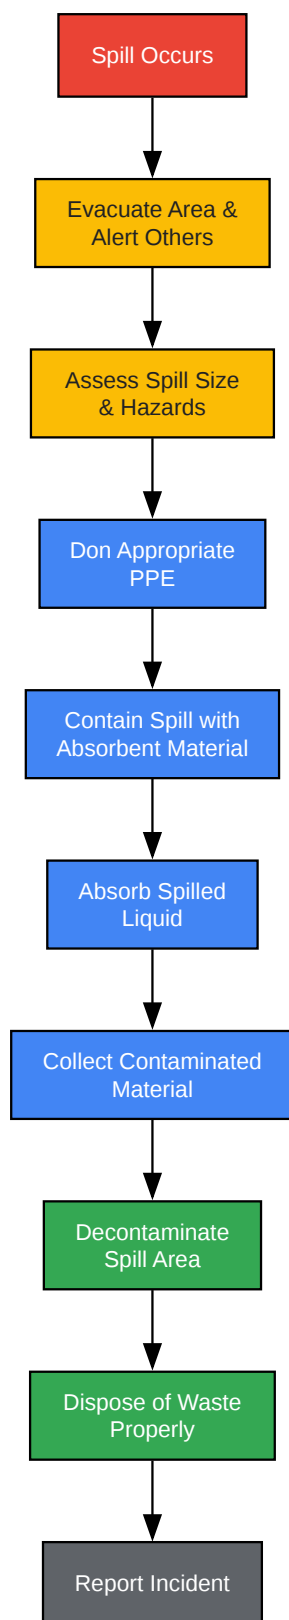 Spill Occurs
Evacuate Area &
Alert Others
Assess Spill Size
& Hazards
Don Appropriate
PPE
Contain Spill with
Absorbent Material
Absorb Spilled
Liquid
Collect Contaminated
Material
Decontaminate
Spill Area
Dispose of Waste
Properly
Report Incident